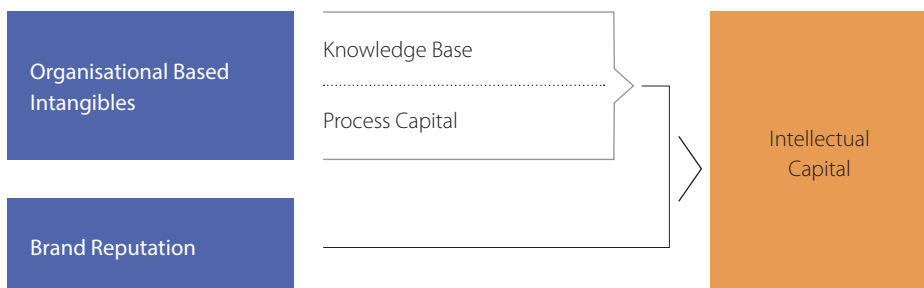 Organisational Based
Intangibles
Knowledge Base
Process Capital
Brand Reputation
Intellectual
Capital